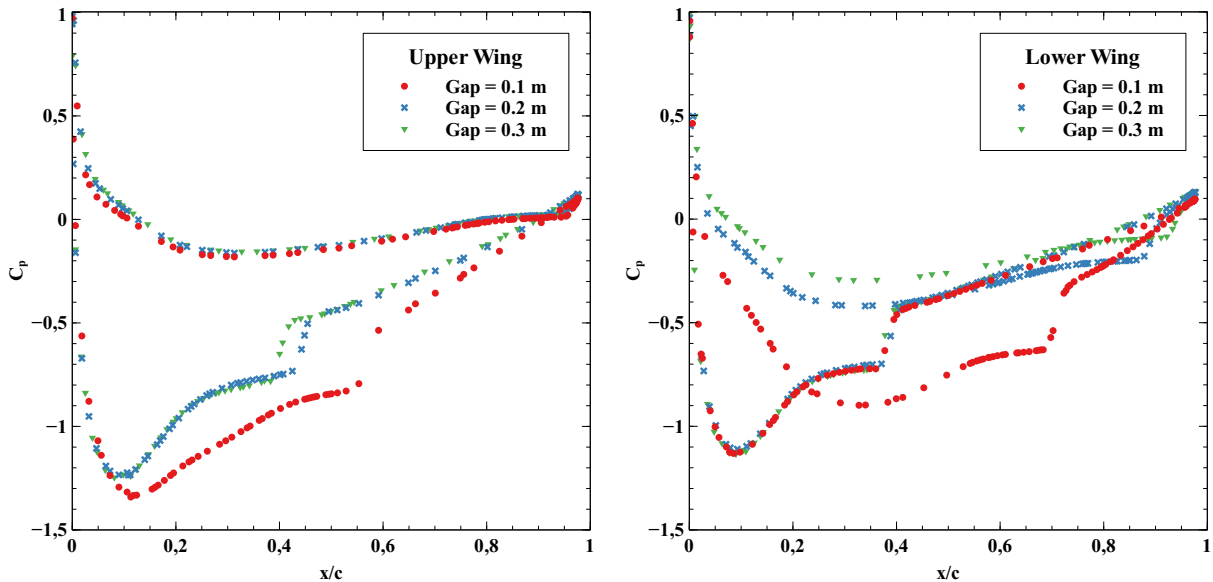 Upper Wing
Gap = 0.1 m
Gap = 0.2 m
Gap = 0.3 m
1
0,5
0
−0,5
−1
−1,5
Cp
0 0,2 0,4 0,6 0,8 1
x/c
Lower Wing
Gap = 0.1 m
Gap = 0.2 m
Gap = 0.3 m
1
0,5
0
−0,5
−1
−1,5
Cp
0 0,2 0,4 0,6 0,8 1
x/c